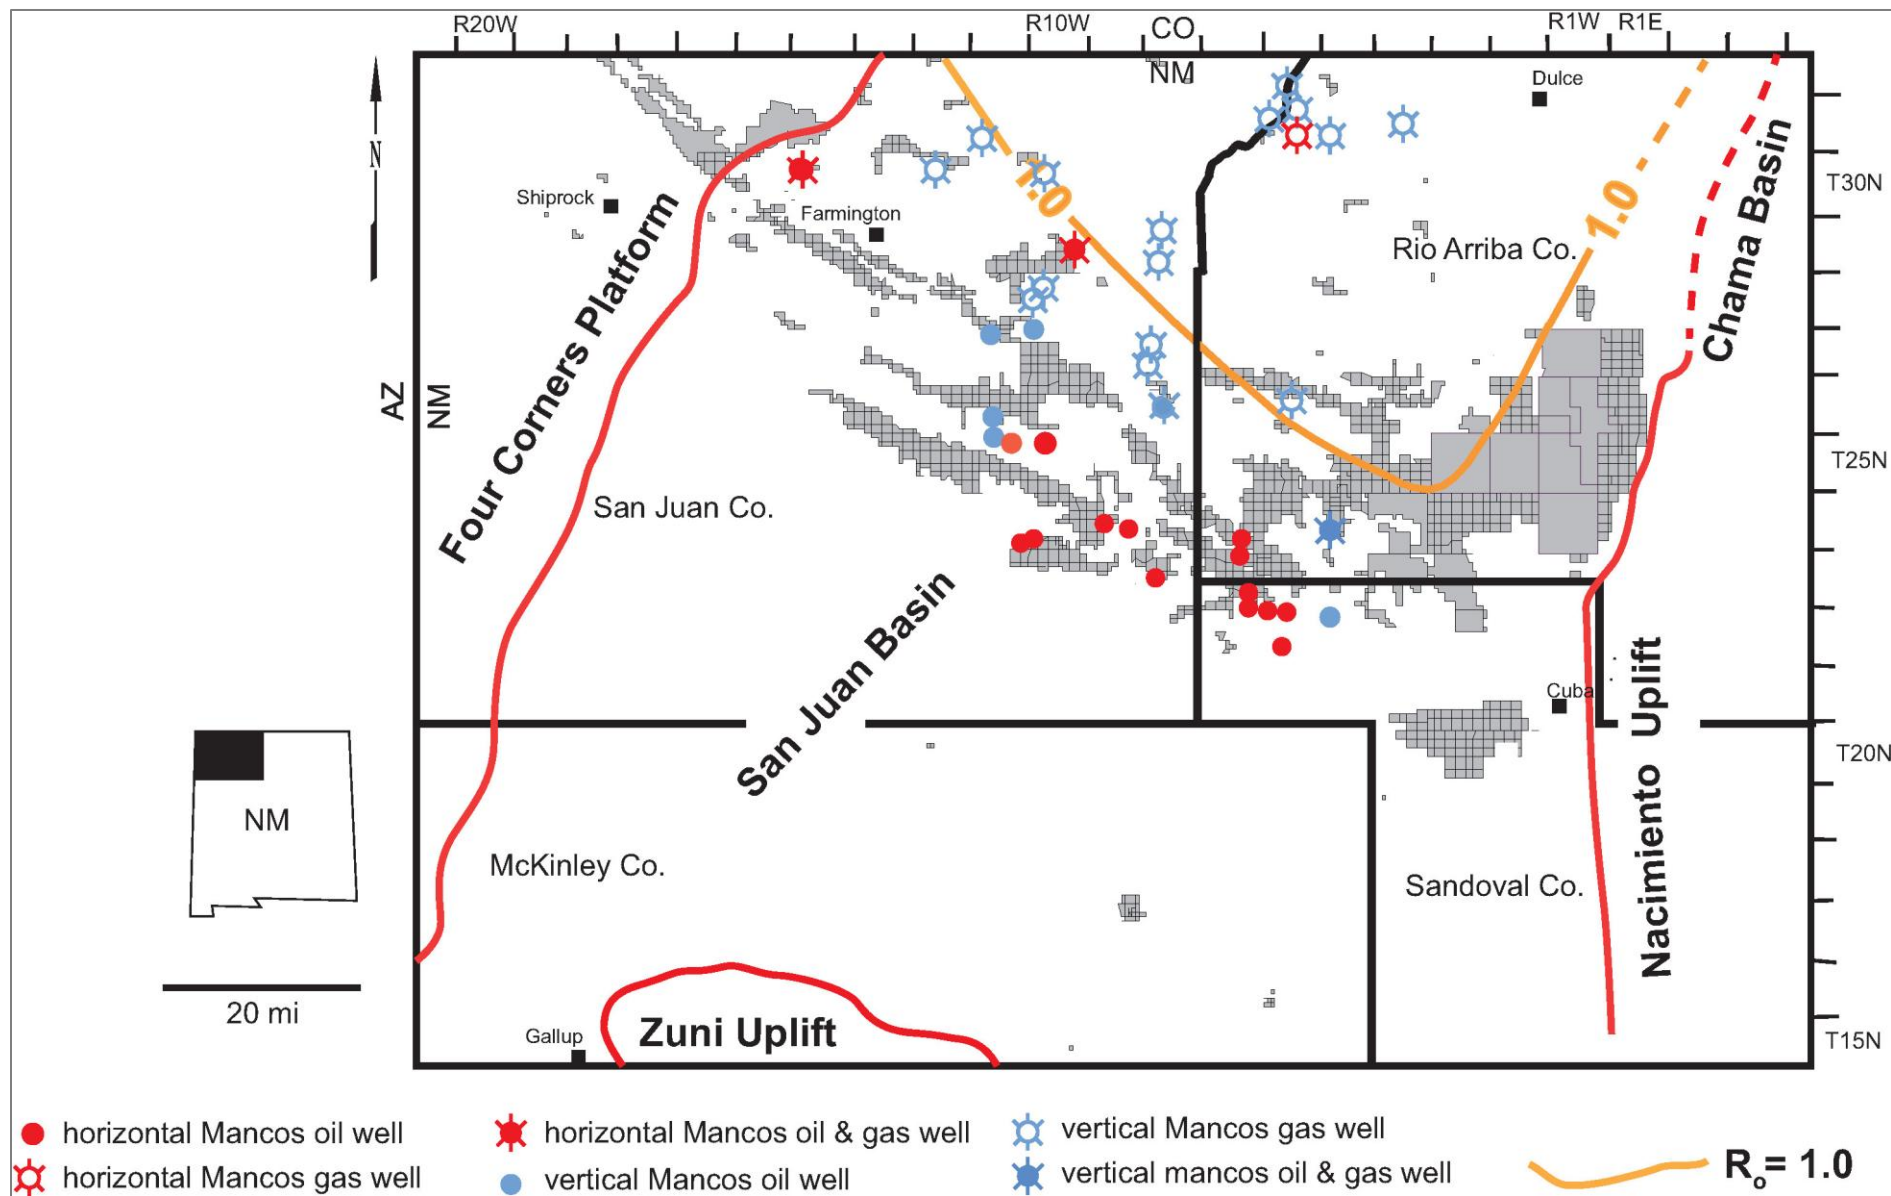 R20W
R10W
CO
R1W
R1E
NM
Dulce
N
T30N
Shiprock
Farmington
1.0
1.0
Rio Arriba Co.
Chama Basin
Four Corners Platform
AZ
NM
T25N
San Juan Co.
San Juan Basin
Cuba
Nacimiento Uplift
T20N
NM
McKinley Co.
Sandoval Co.
20 mi
Gallup
Zuni Uplift
T15N
horizontal Mancos oil well
horizontal Mancos oil & gas well
vertical Mancos gas well
horizontal Mancos gas well
vertical Mancos oil well
vertical mancos oil & gas well
Ro= 1.0